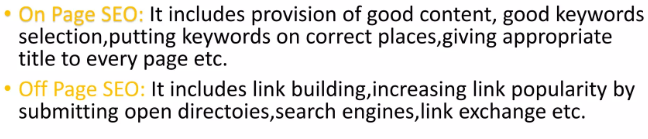 • On Page SEO: It includes provision of good content, good keywords
selection,putting keywords on correct places,giving appropriate
title to every page etc.
• Off Page SEO: It includes link building,increasing link popularity by
submitting open directoies,search engines,link exchange etc.